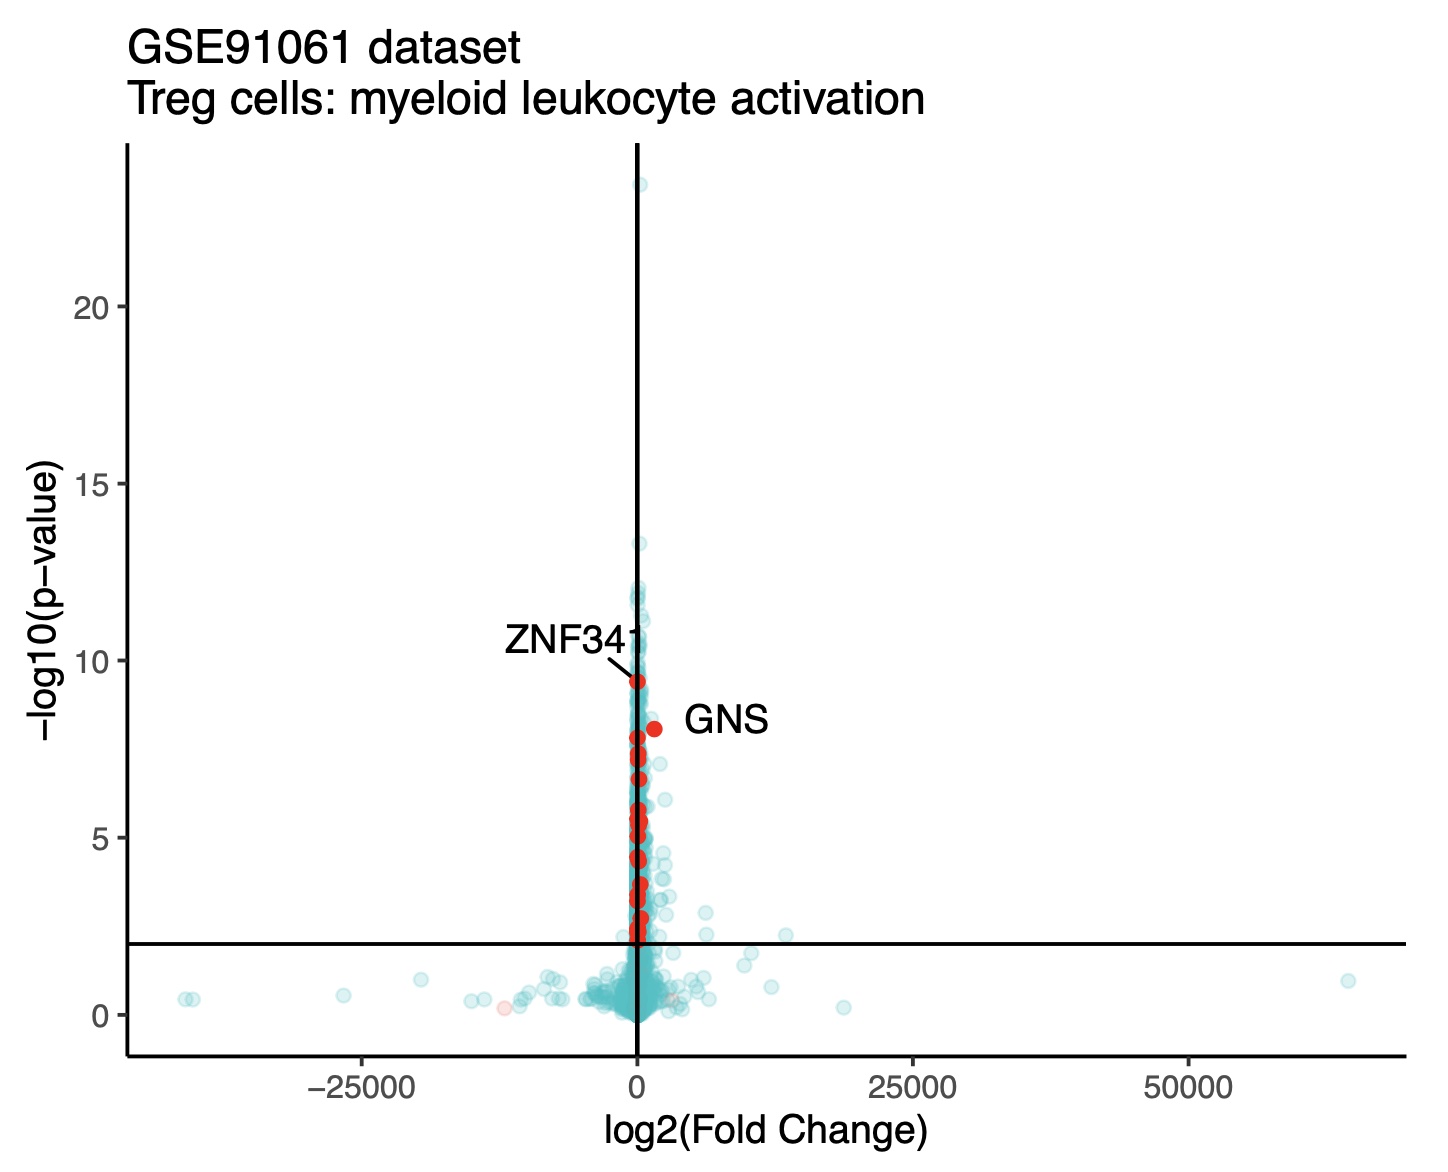 GSE91061 dataset
Treg cells: myeloid leukocyte activation
−log10(p−value)
20
15
10
5
0
ZNF341
GNS
−25000
0
25000
50000
log2(Fold Change)